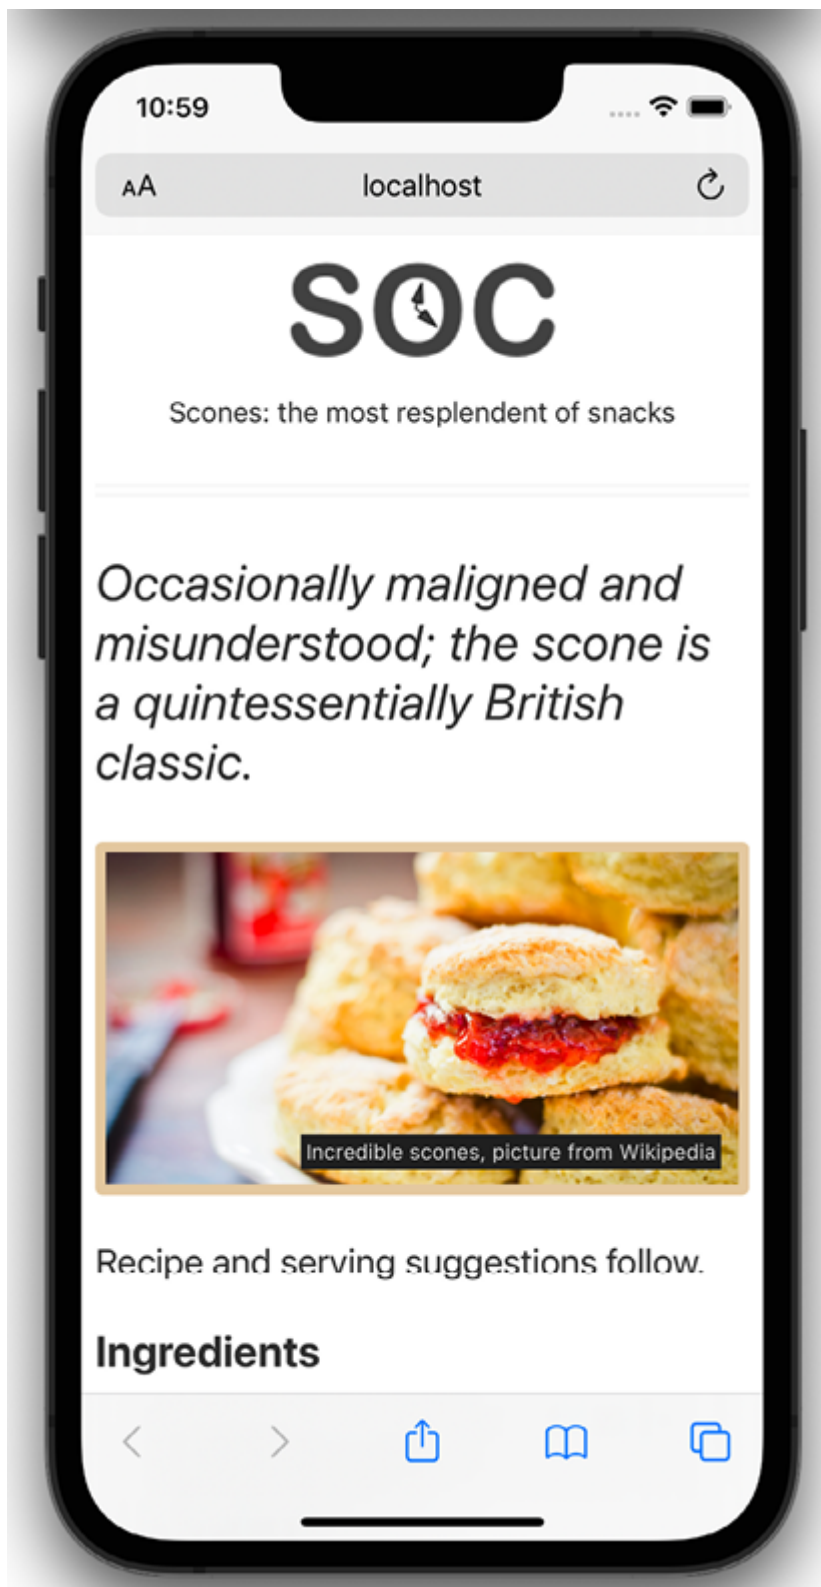 10:59
AA
localhost
SOC
Scones: the most resplendent of snacks
Occasionally maligned and
misunderstood; the scone is
a quintessentially British
classic.
Incredible scones, picture from Wikipedia
Recipe and serving suggestions follow.
Ingredients